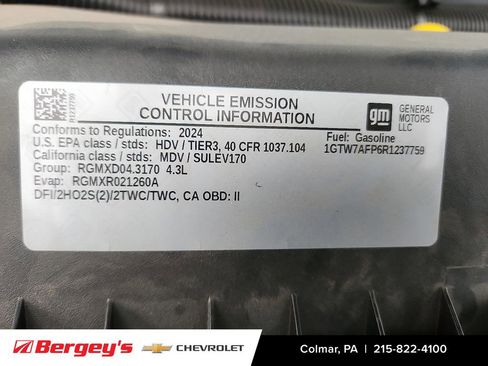 R1237759
VEHICLE EMISSION
CONTROL INFORMATION
gm
GENERAL
MOTORS
LLC
Conforms to Regulations: 2024
Fuel: Gasoline
U.S. EPA class / stds: HDV / TIER3, 40 CFR 1037.104
1GTW7AFP6R1237759
California class / stds: MDV / SULEV170
Group: RGMXD04.3170 4.3L
Evap: RGMXR021260A
DFI/2HO2S(2)/2TWC/TWC, CA OBD: II
Bergey's
CHEVROLET
Colmar, PA | 215-822-4100